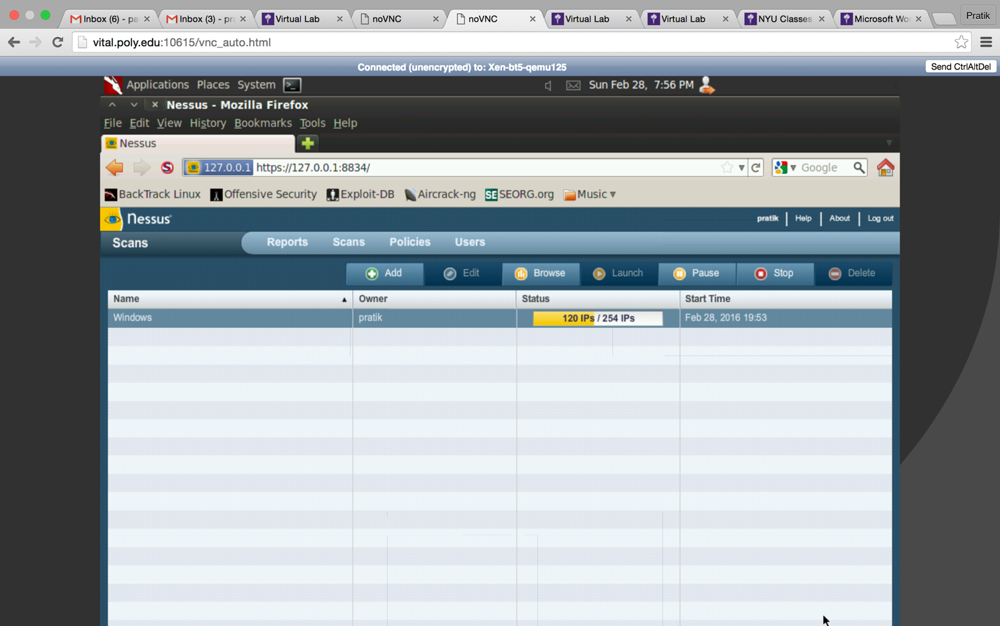 Inbox (6) - pa
Inbox (3) - pr
Virtual Lab
noVNC
noVNC
Virtual Lab
Virtual Lab
NYU Classes
Microsoft Wo
Pratik
vital.poly.edu:10615/vnc_auto.html
Connected (unencrypted) to: Xen-bt5-qemu125
Send CtrlAltDel
Applications Places System
Sun Feb 28, 7:56 PM
Nessus - Mozilla Firefox
File Edit View History Bookmarks Tools Help
Nessus
127.0.0.1 https://127.0.0.1:8834/
Google
BackTrack Linux Offensive Security Exploit-DB Aircrack-ng SE SEORG.org Music
Nessus
pratik Help About Log out
Scans
Reports Scans Policies Users
Add Edit Browse Launch Pause Stop Delete
Name Owner Status Start Time
Windows pratik 120 IPs / 254 IPs Feb 28, 2016 19:53